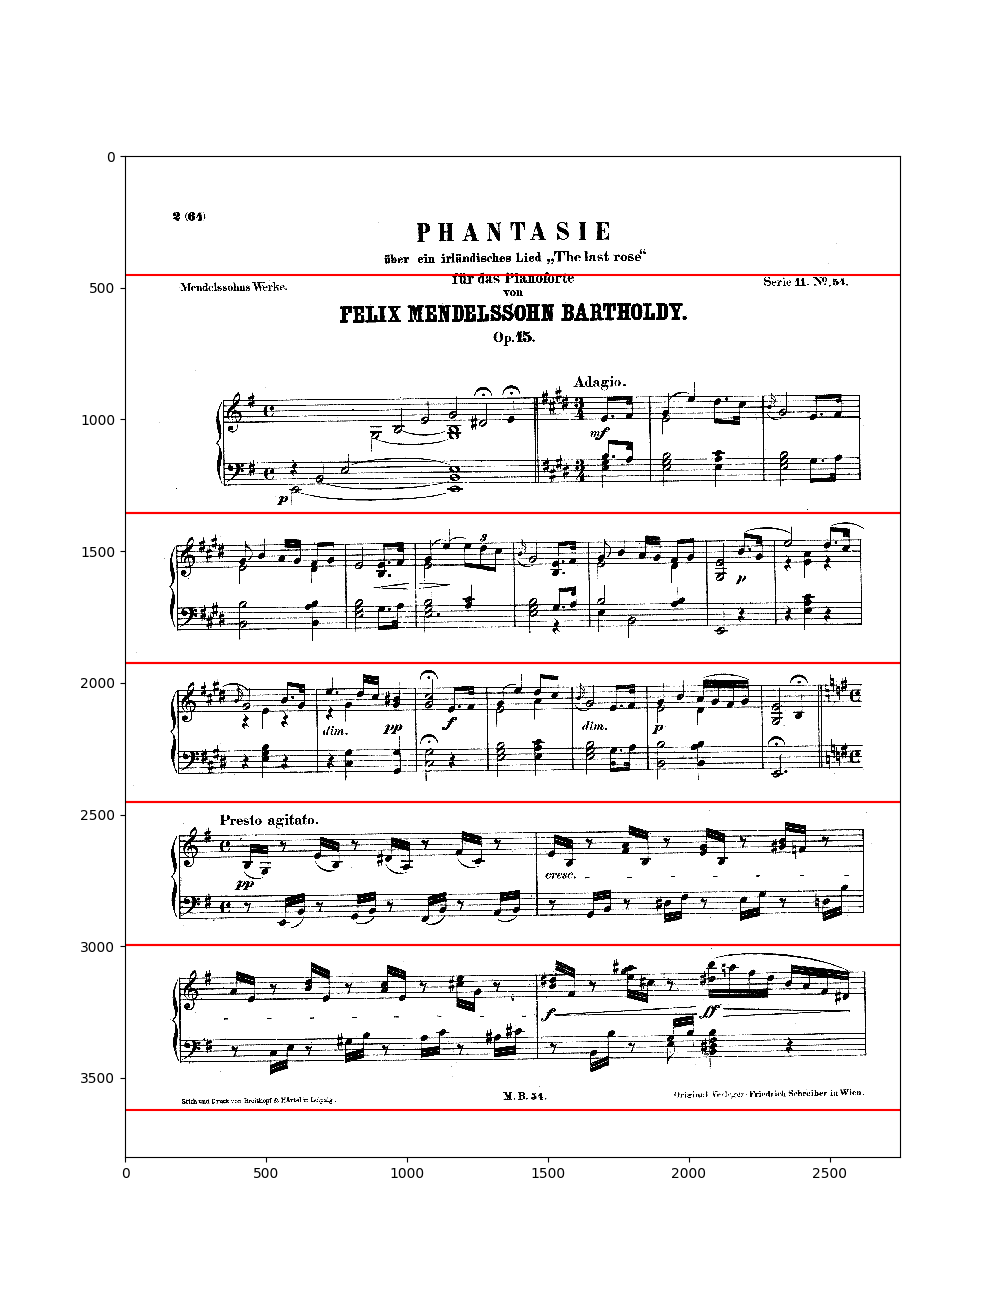 0
500
1000
1500
2000
2500
3000
3500
0
500
1000
1500
2000
2500
2 (64)
PHANTASIE
über ein irländisches Lied „The last rose“
für das Pianoforte
Mendelssohns Werke.
Serie 11. No. 54.
von
FELIX MENDELSSOHN BARTHOLDY.
Op.15.
Adagio.
mf
p
3
p
dim.
pp
f
dim.
p
Presto agitato.
pp
cresc.
f
ff
Stich und Druck von Breitkopf & Härtel in Leipzig.
M. B. 54.
Original-Verleger: Friedrich Schreiber in Wien.